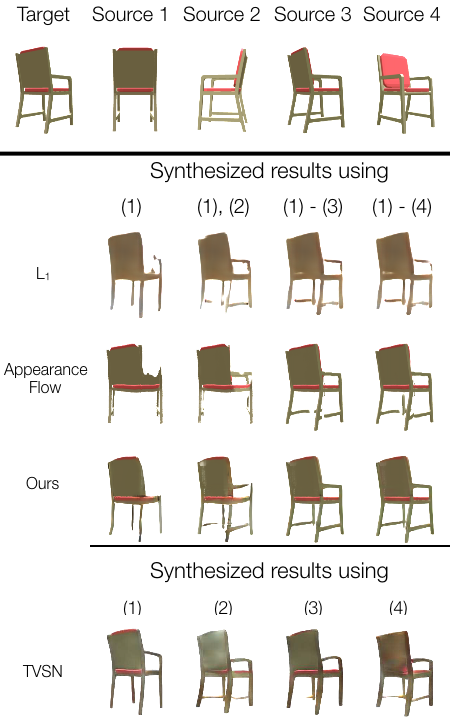 Target Source 1 Source 2 Source 3 Source 4
Synthesized results using
(1) (1), (2) (1) - (3) (1) - (4)
L₁
Appearance
Flow
Ours
Synthesized results using
(1) (2) (3) (4)
TVSN